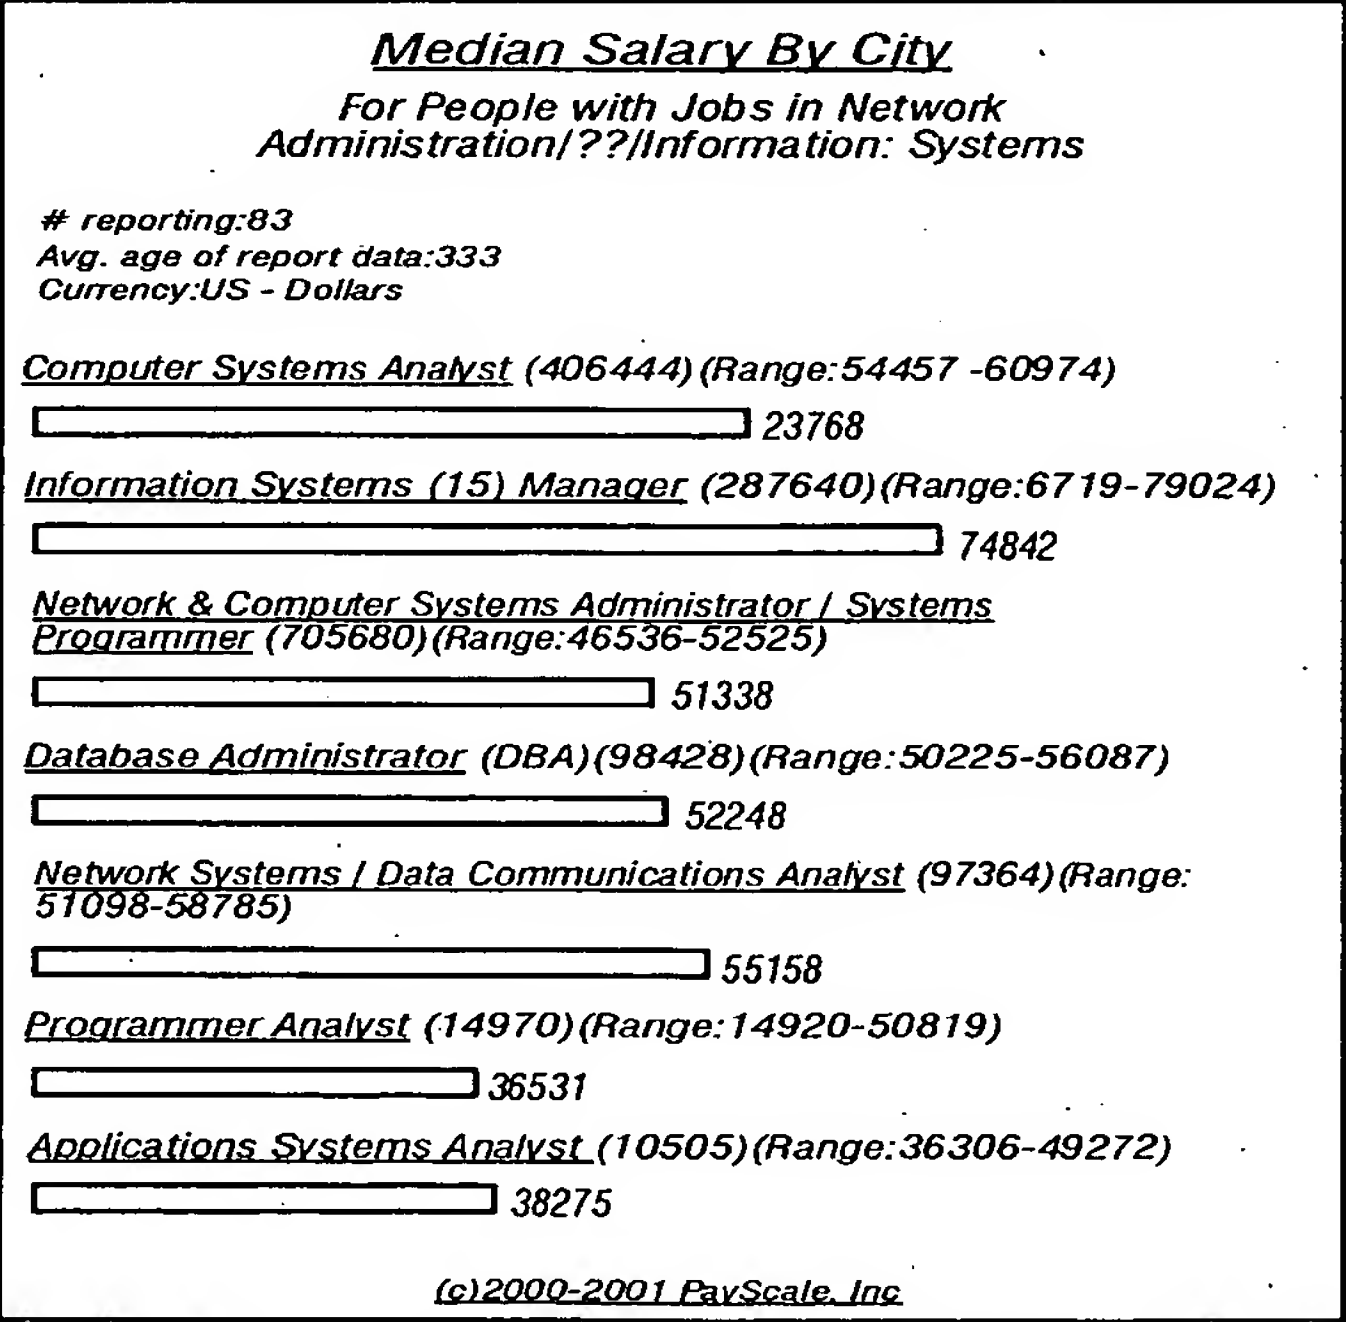 Median Salary By City
For People with Jobs in Network
Administration/??/Information: Systems
# reporting:83
Avg. age of report data:333
Currency:US - Dollars
Computer Systems Analyst (406444)(Range:54457 -60974)
23768
Information Systems (15) Manager (287640)(Range:6719-79024)
74842
Network & Computer Systems Administrator / Systems
Programmer (705680)(Range:46536-52525)
51338
Database Administrator (DBA)(98428)(Range:50225-56087)
52248
Network Systems / Data Communications Analyst (97364)(Range:
51098-58785)
55158
Programmer Analyst (14970)(Range:14920-50819)
36531
Applications Systems Analyst (10505)(Range:36306-49272)
38275
(c)2000-2001 PayScale, Inc